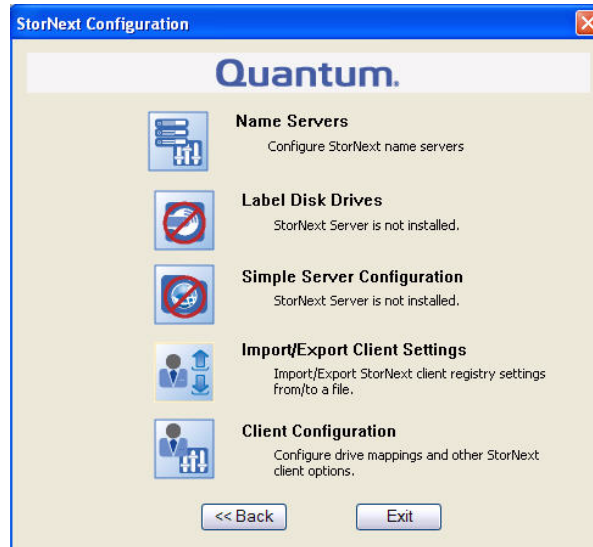 StorNext Configuration
Quantum.
Name Servers
Configure StorNext name servers
Label Disk Drives
StorNext Server is not installed.
Simple Server Configuration
StorNext Server is not installed.
Import/Export Client Settings
Import/Export StorNext client registry settings
from/to a file.
Client Configuration
Configure drive mappings and other StorNext
client options.
<< Back
Exit